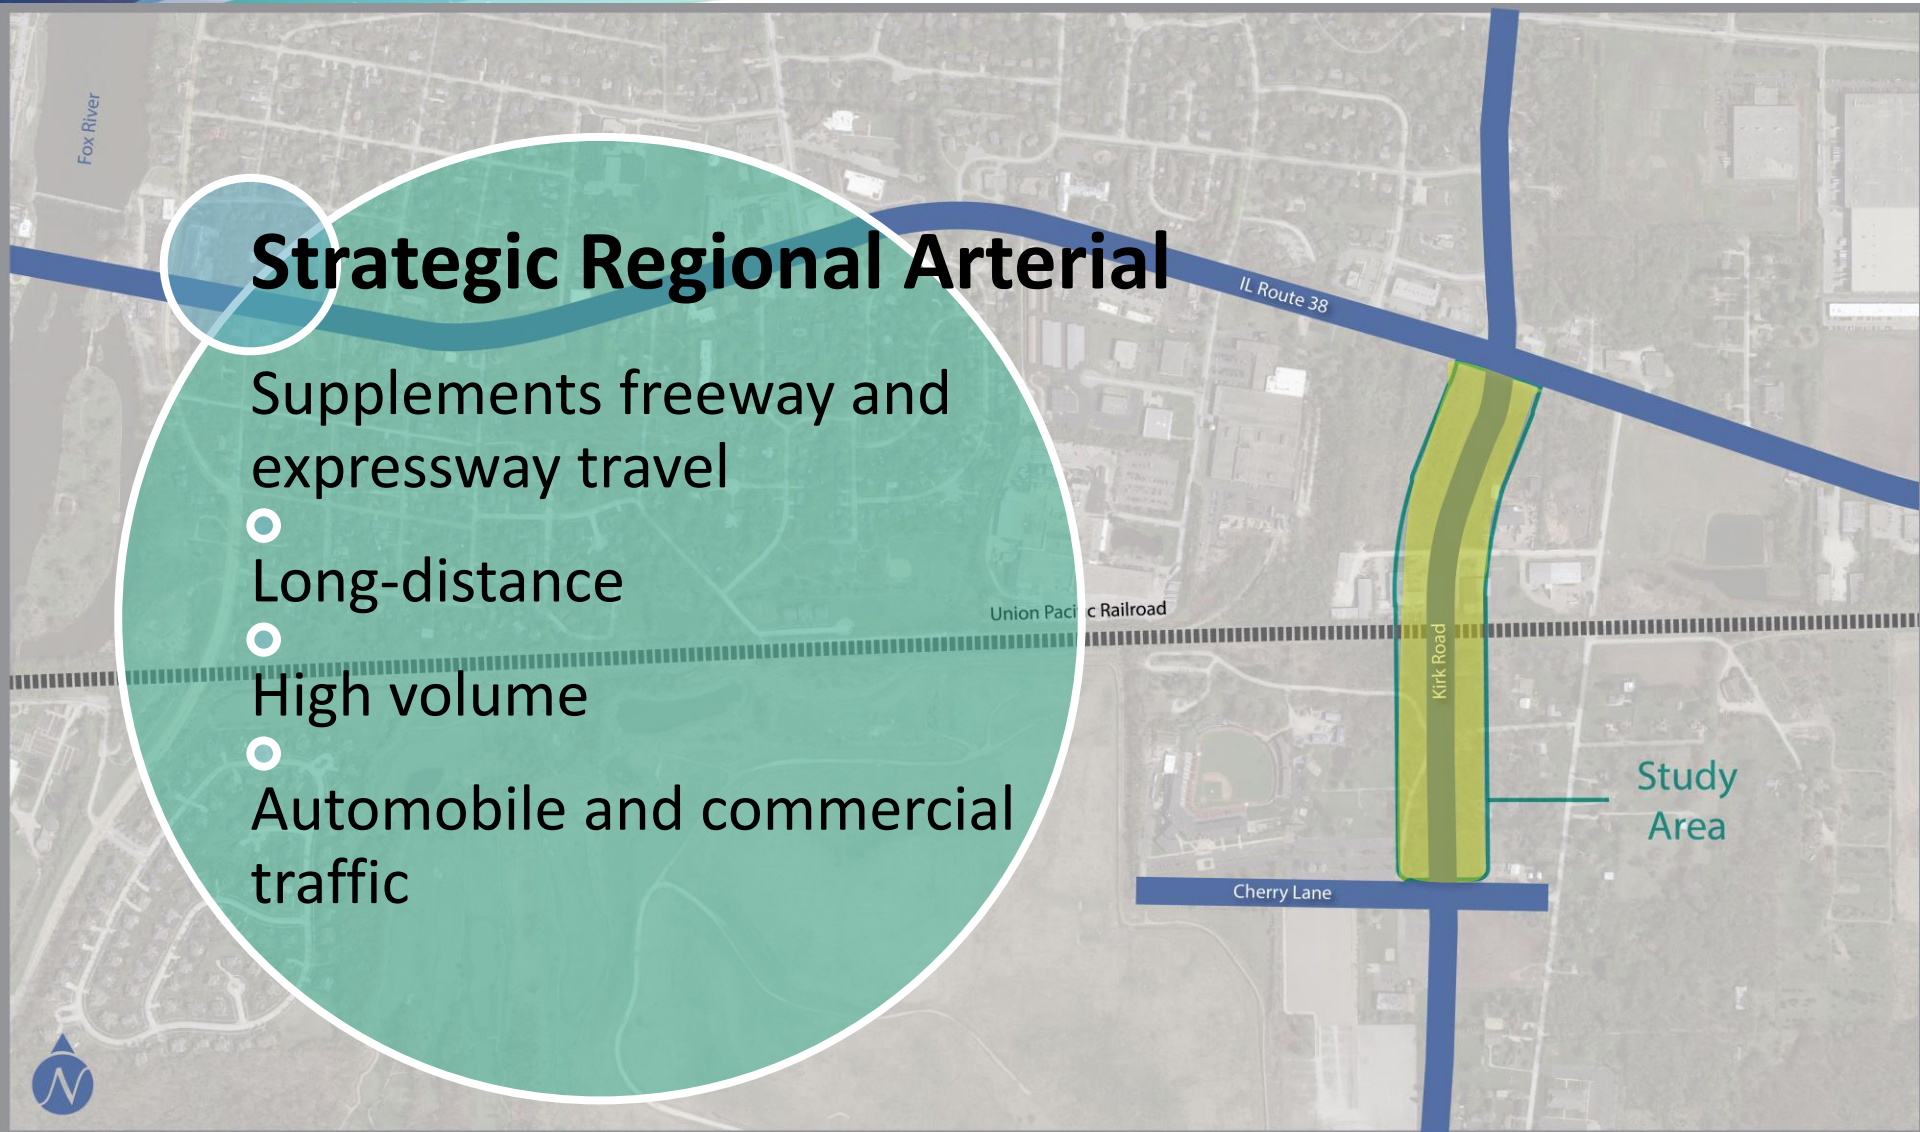 Fox River
Strategic Regional Arterial
IL Route 38
Supplements freeway and
expressway travel
Long-distance
Union Pacific Railroad
High volume
Kirk Road
Automobile and commercial
traffic
Study
Area
Cherry Lane
N